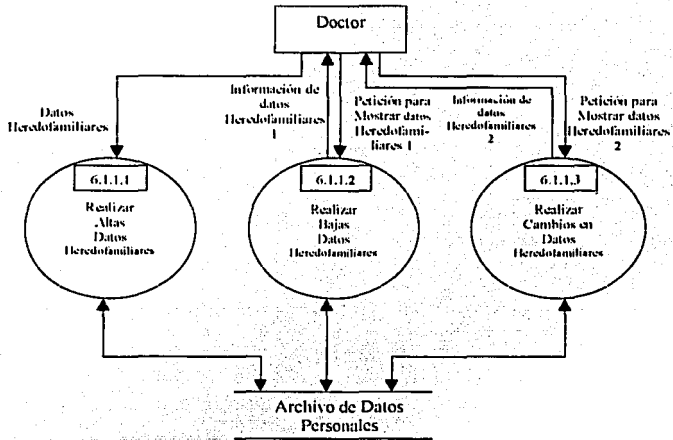 Doctor
Datos
Heredofamiliares
Información de
datos
Heredofamiliares
1
Petición para
Mostrar datos
Heredofami-
liares 1
Información de
datos
Heredofamiliares
2
Petición para
Mostrar datos
Heredofamiliares
2
6.1.1.1
Realizar
Altas
Datos
Heredofamiliares
6.1.1.2
Realizar
Bajas
Datos
Heredofamiliares
6.1.1.3
Realizar
Cambios en
Datos
Heredofamiliares
Archivo de Datos
Personales